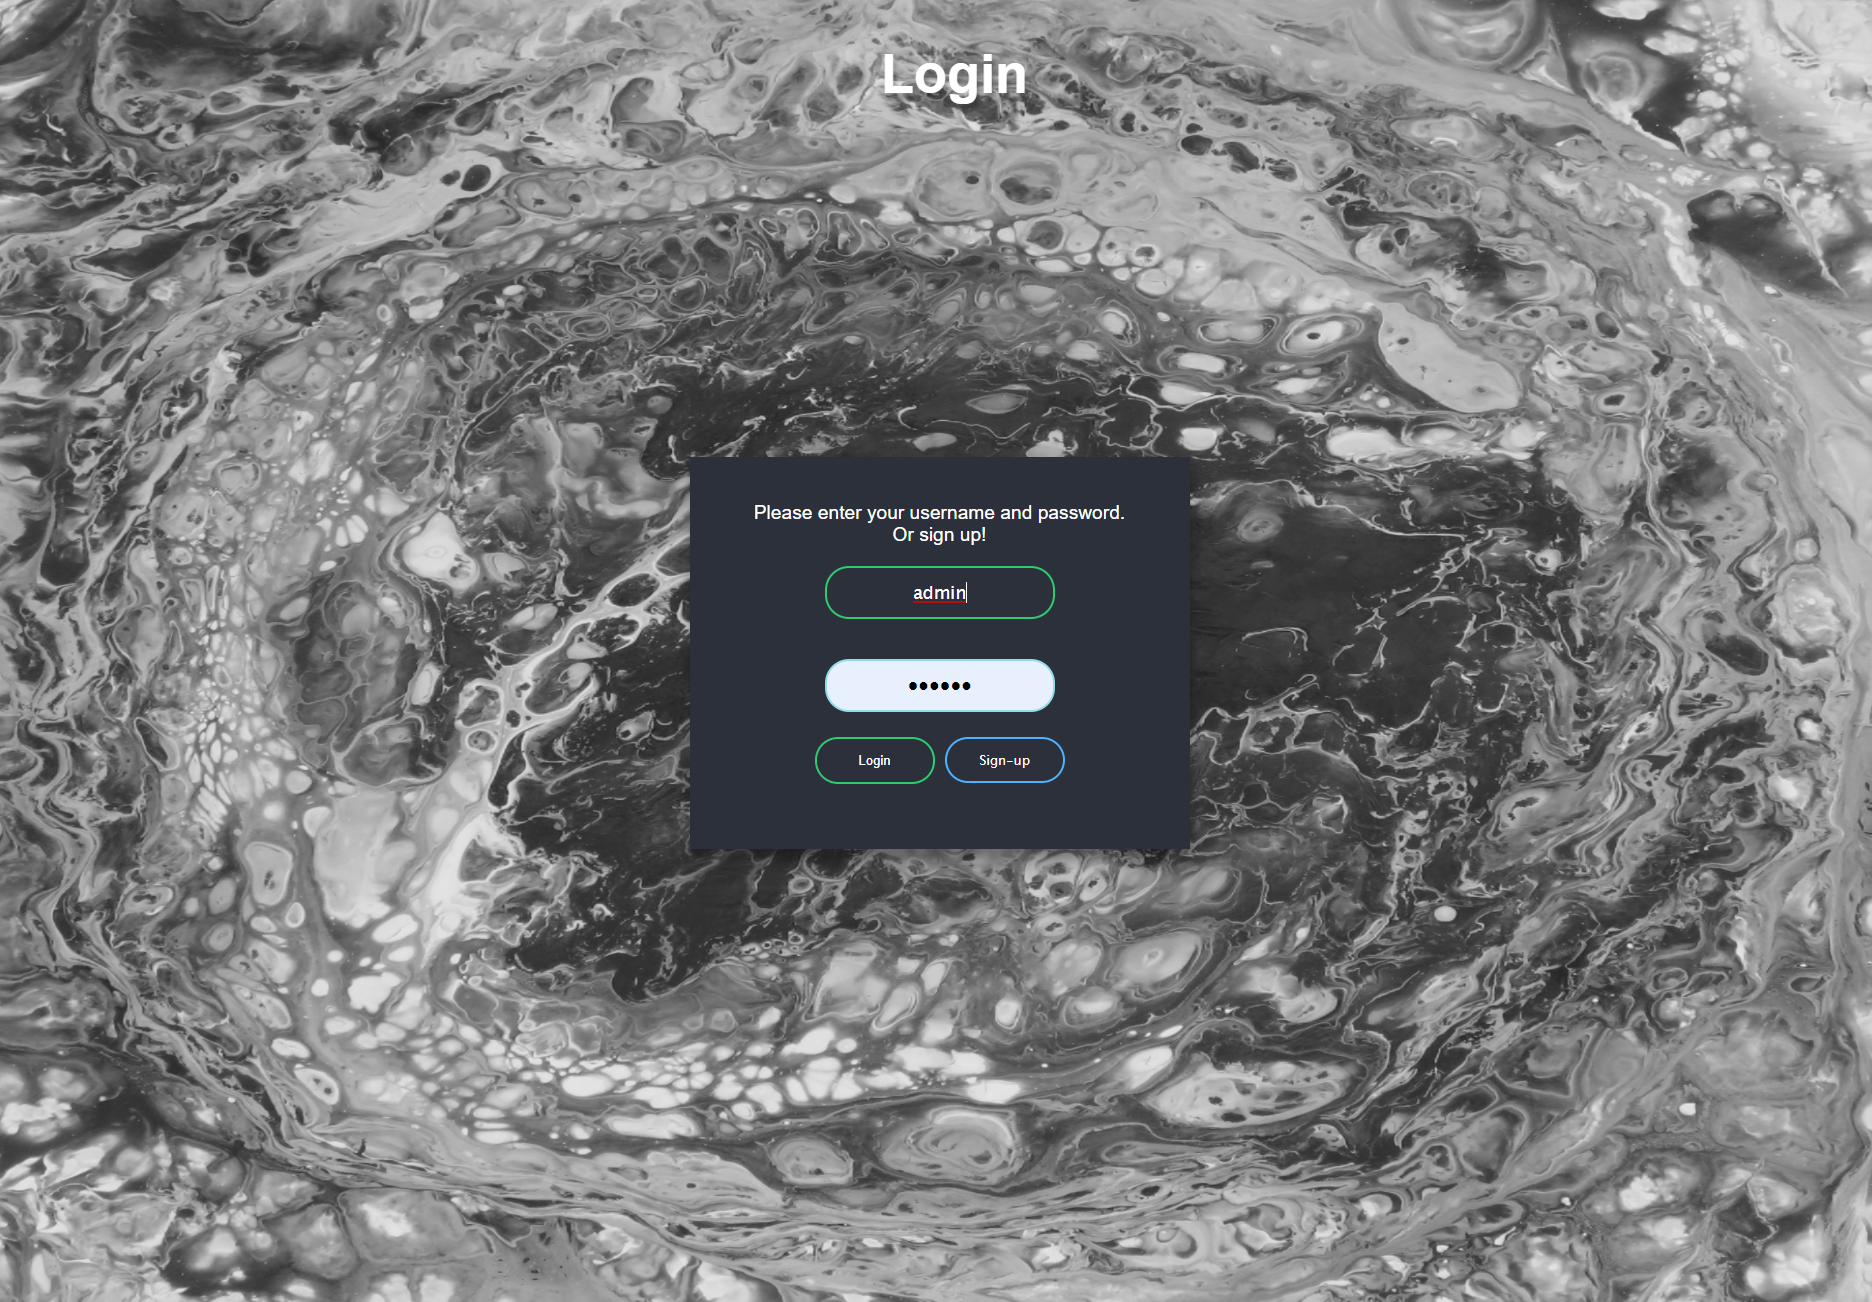 Login
Please enter your username and password.
Or sign up!
admin
••••••
Login
Sign-up